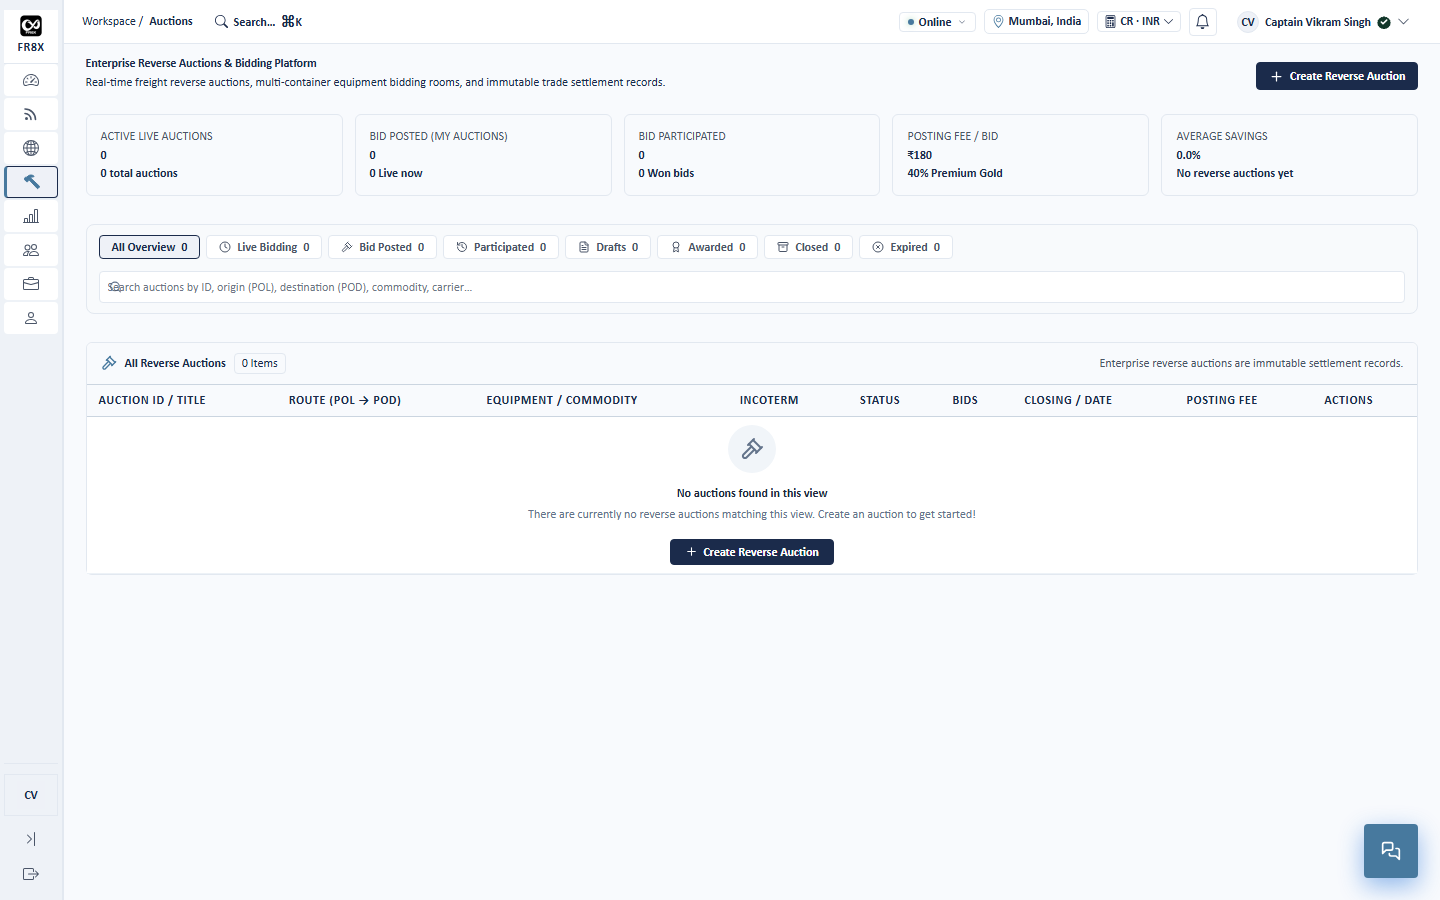 FR8X
FR8X
Workspace / Auctions
Search... ⌘K
Online
Mumbai, India
CR · INR
CV
Captain Vikram Singh
Enterprise Reverse Auctions & Bidding Platform
Real-time freight reverse auctions, multi-container equipment bidding rooms, and immutable trade settlement records.
+ Create Reverse Auction
ACTIVE LIVE AUCTIONS
0
0 total auctions
BID POSTED (MY AUCTIONS)
0
0 Live now
BID PARTICIPATED
0
0 Won bids
POSTING FEE / BID
₹180
40% Premium Gold
AVERAGE SAVINGS
0.0%
No reverse auctions yet
All Overview 0
Live Bidding 0
Bid Posted 0
Participated 0
Drafts 0
Awarded 0
Closed 0
Expired 0
Search auctions by ID, origin (POL), destination (POD), commodity, carrier...
All Reverse Auctions
0 Items
Enterprise reverse auctions are immutable settlement records.
AUCTION ID / TITLE
ROUTE (POL → POD)
EQUIPMENT / COMMODITY
INCOTERM
STATUS
BIDS
CLOSING / DATE
POSTING FEE
ACTIONS
No auctions found in this view
There are currently no reverse auctions matching this view. Create an auction to get started!
+ Create Reverse Auction
CV